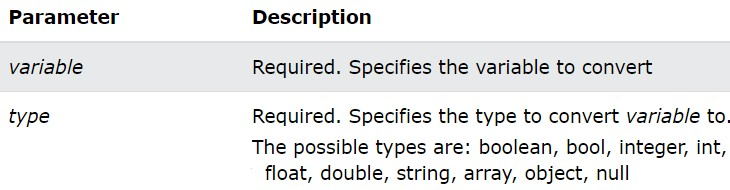 Parameter Description
variable Required. Specifies the variable to convert
type Required. Specifies the type to convert variable to.
The possible types are: boolean, bool, integer, int,
float, double, string, array, object, null